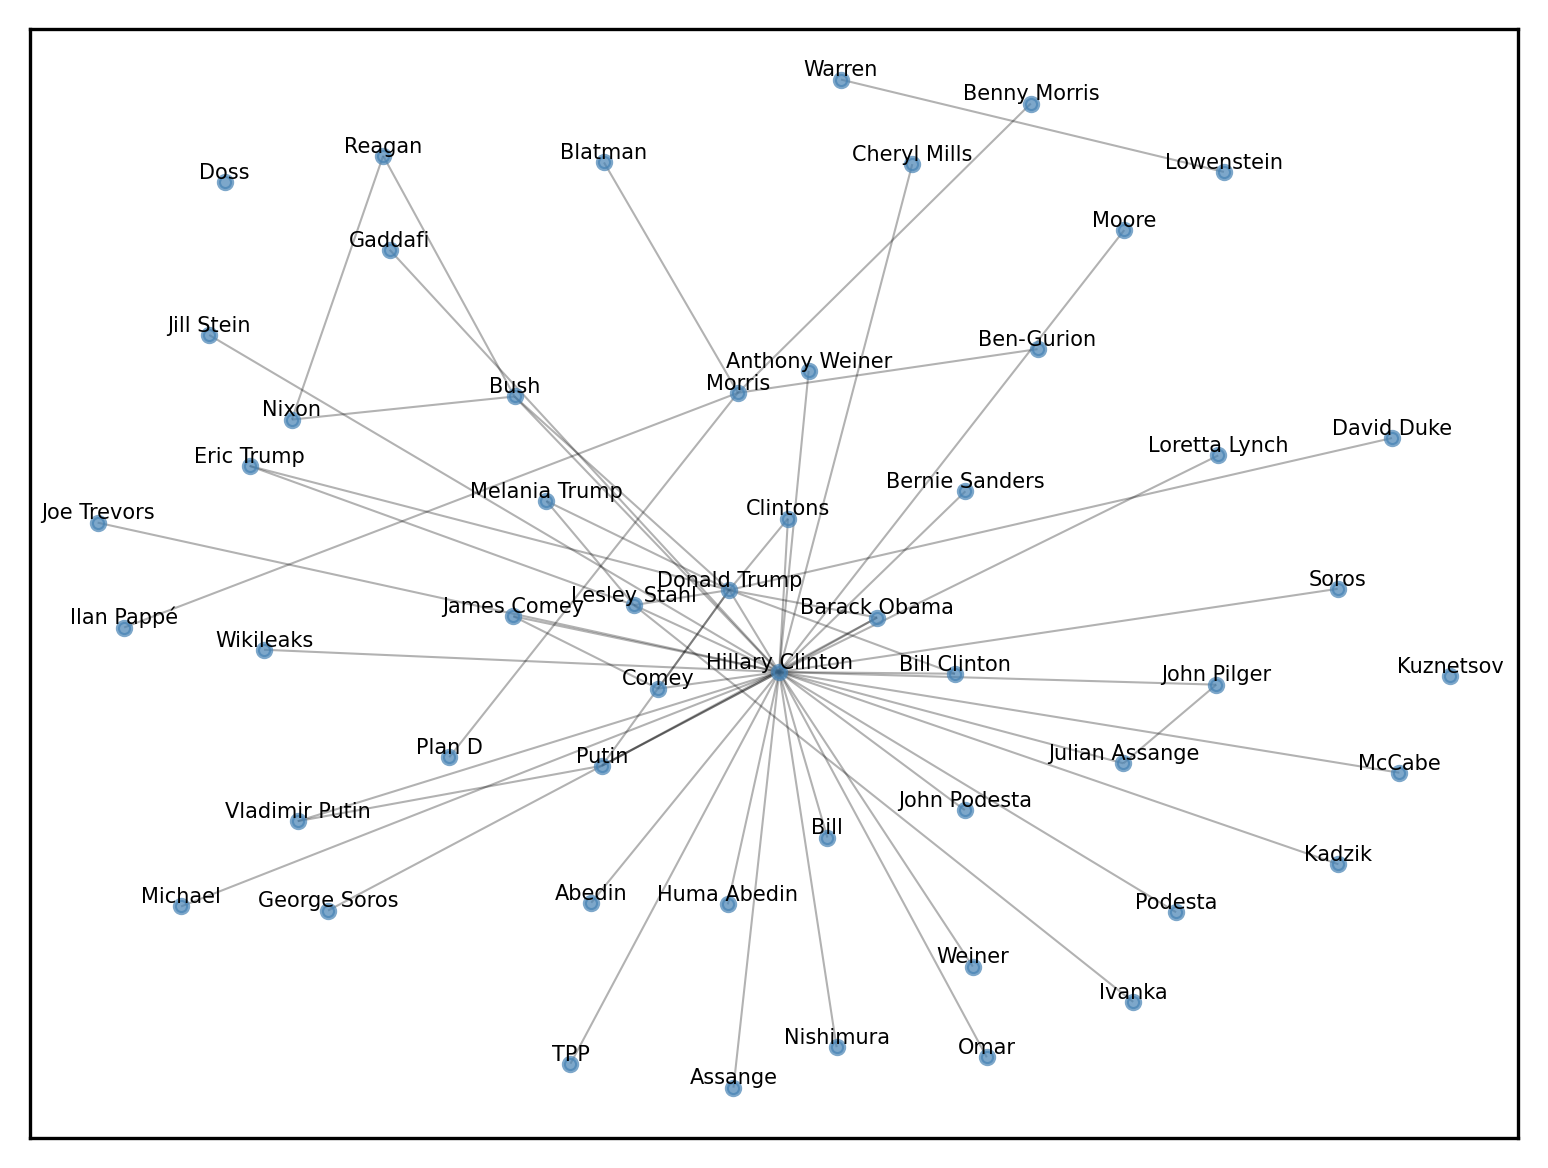 Warren
Benny Morris
Reagan
Blatman
Cheryl Mills
Lowenstein
Doss
Moore
Gaddafi
Jill Stein
Ben-Gurion
Anthony Weiner
Morris
Bush
Nixon
David Duke
Loretta Lynch
Eric Trump
Bernie Sanders
Melania Trump
Clintons
Joe Trevors
Donald Trump
Soros
Lesley Stahl
James Comey
Barack Obama
Ilan Pappé
Wikileaks
Hillary Clinton
Bill Clinton
Kuznetsov
John Pilger
Comey
Plan D
Julian Assange
Putin
McCabe
John Podesta
Vladimir Putin
Bill
Kadzik
Abedin
Huma Abedin
Michael
George Soros
Podesta
Weiner
Ivanka
Nishimura
Omar
TPP
Assange